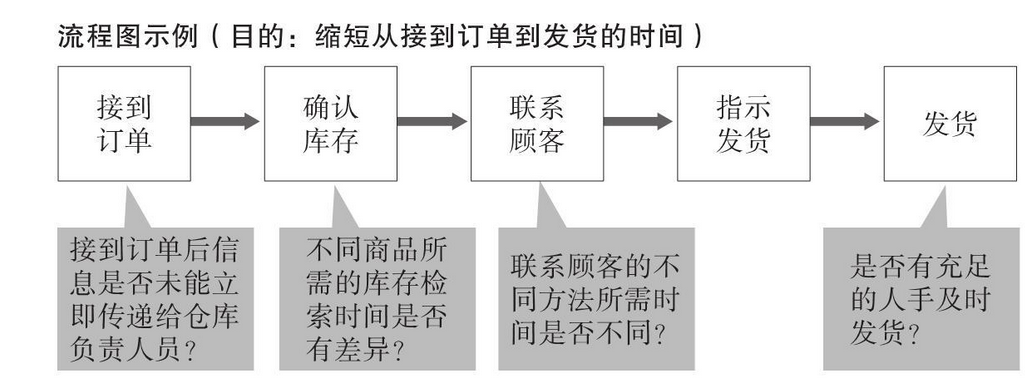 流程图示例（目的：缩短从接到订单到发货的时间）
接到
订单
确认
库存
联系
顾客
指示
发货
发货
接到订单后信
息是否未能立
即传递给仓库
负责人员？
不同商品所
需的库存检
索时间是否
有差异？
联系顾客的不
同方法所需时
间是否不同？
是否有充足
的人手及时
发货？